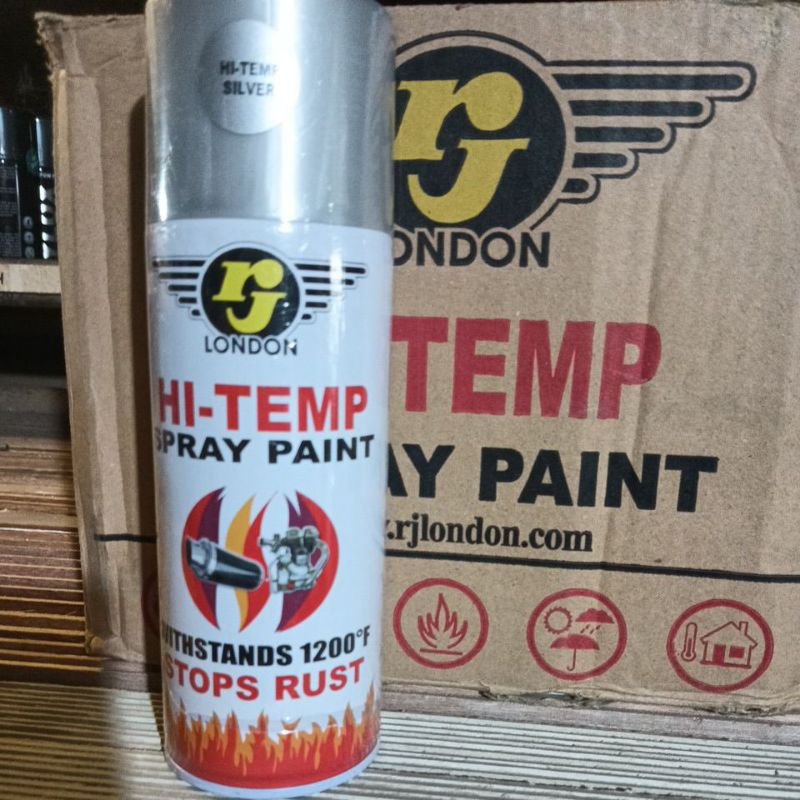 HI-TEMP
SILVER
rJ
LONDON
HI-TEMP
SPRAY PAINT
WITHSTANDS 1200°F
STOPS RUST
rJ
LONDON
TEMP
AY PAINT
.rjlondon.com